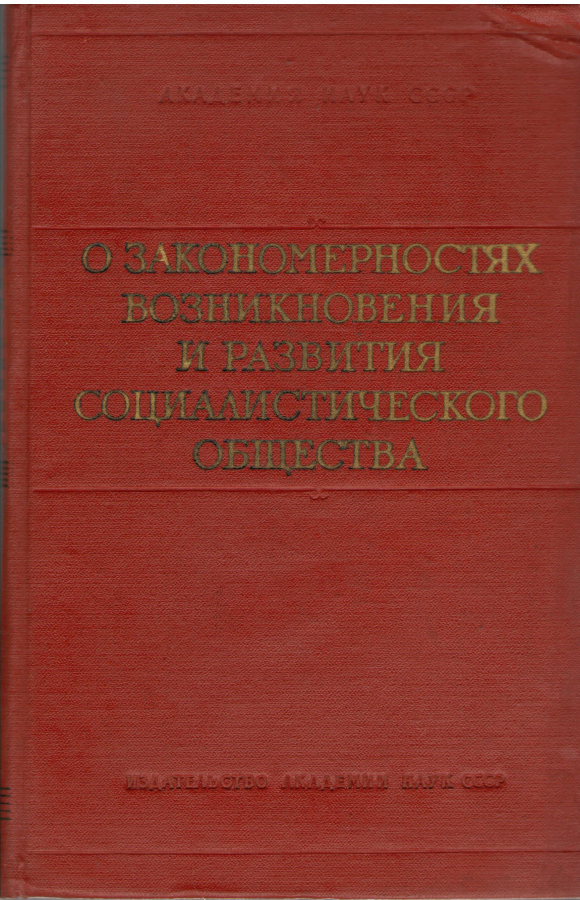 АКАДЕМИЯ НАУК СССР
О ЗАКОНОМЕРНОСТЯХ
ВОЗНИКНОВЕНИЯ
И РАЗВИТИЯ
СОЦИАЛИСТИЧЕСКОГО
ОБЩЕСТВА
ИЗДАТЕЛЬСТВО АКАДЕМИИ НАУК СССР